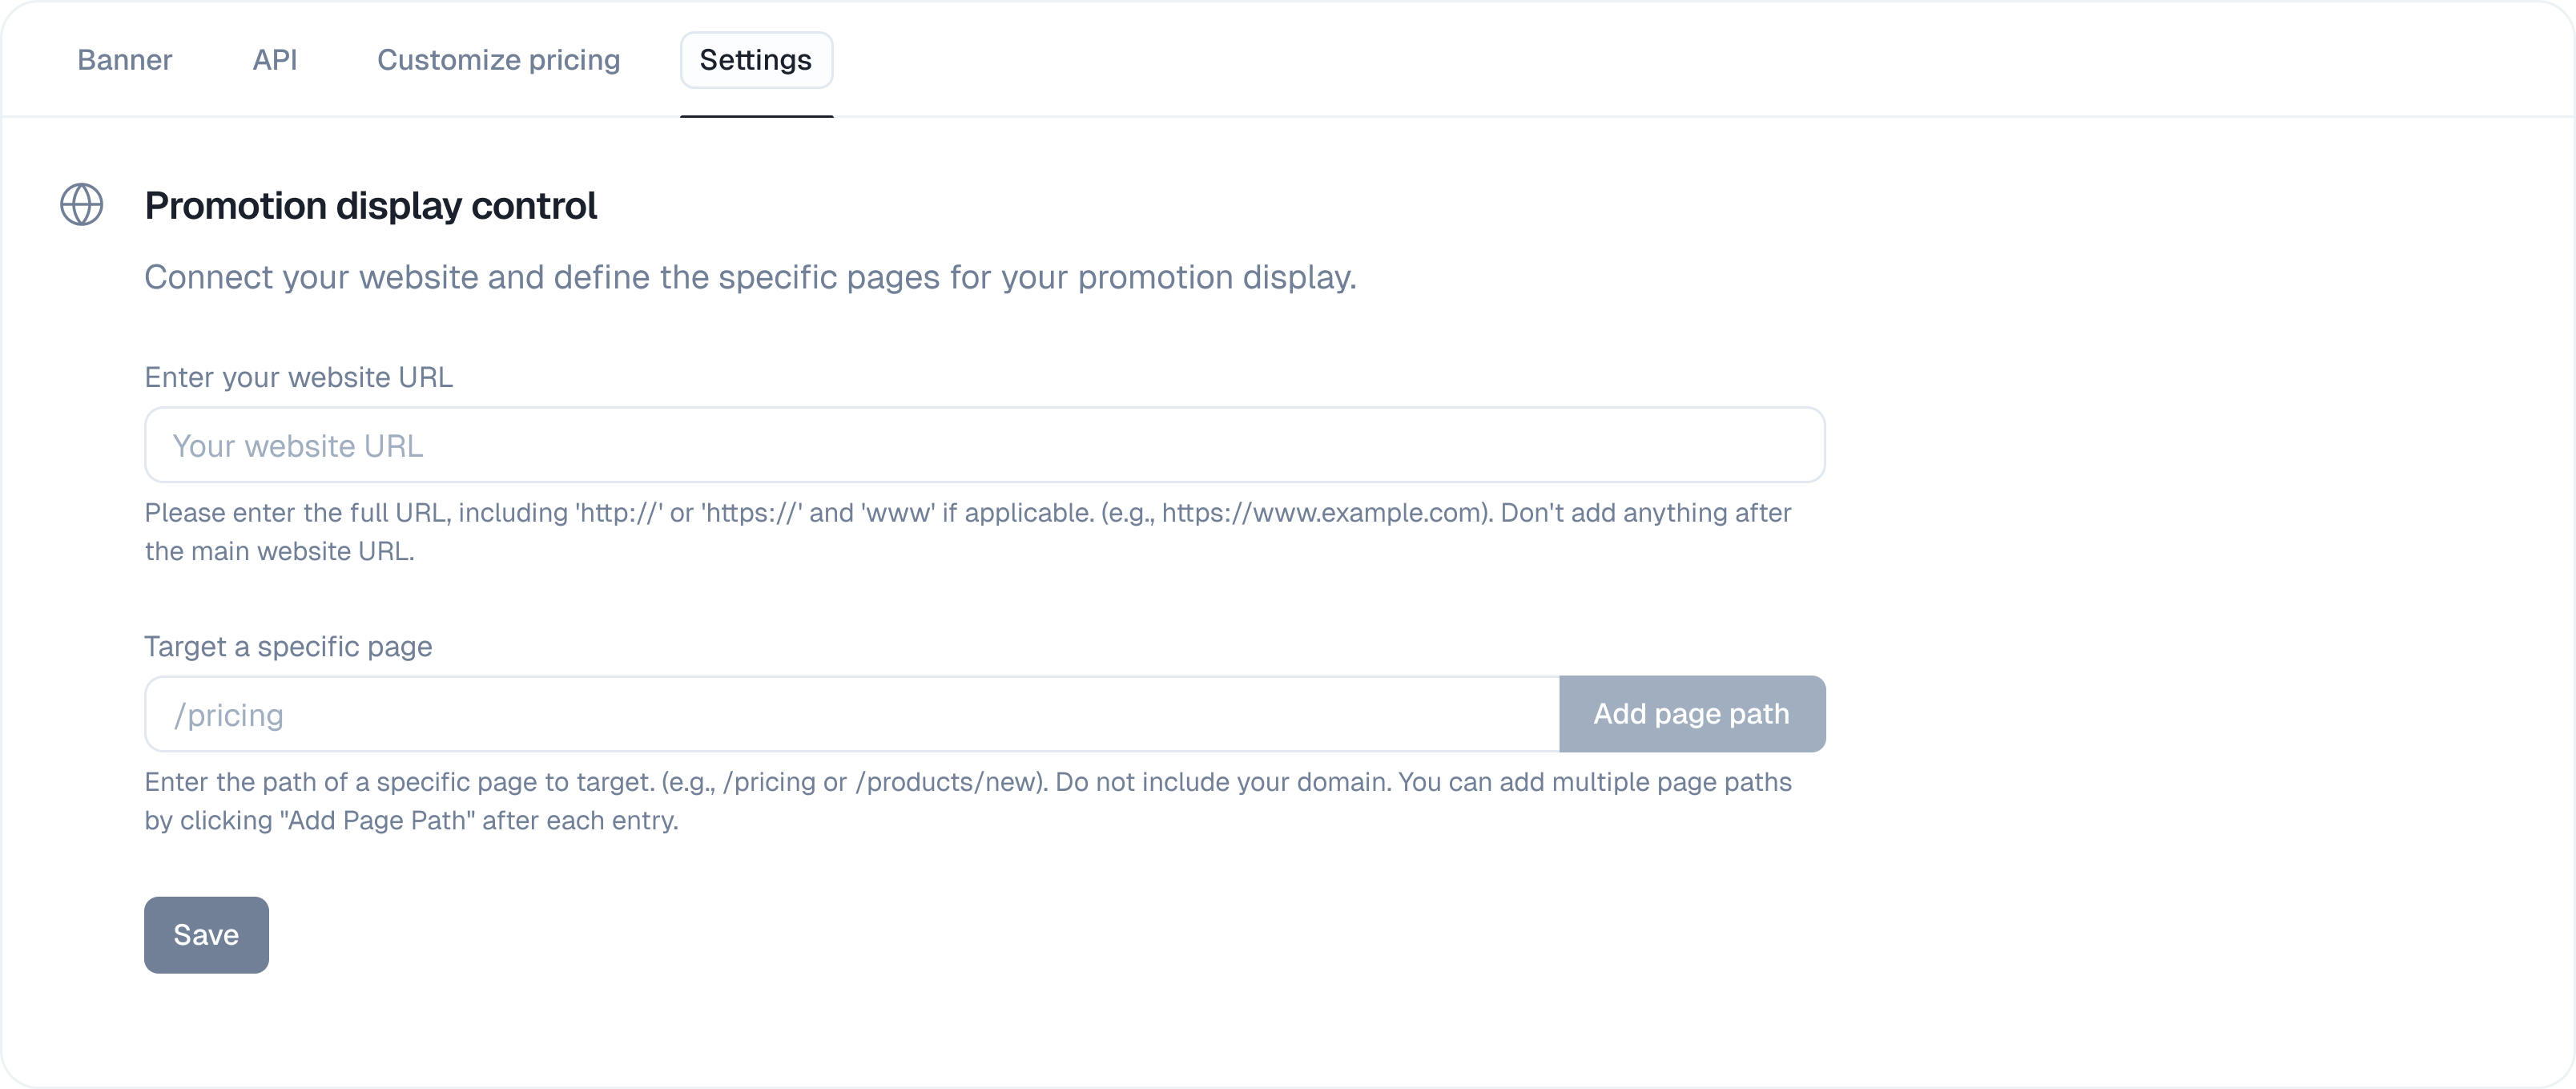 Banner API Customize pricing Settings
Promotion display control
Connect your website and define the specific pages for your promotion display.
Enter your website URL
Your website URL
Please enter the full URL, including 'http://' or 'https://' and 'www' if applicable. (e.g., https://www.example.com). Don't add anything after
the main website URL.
Target a specific page
/pricing Add page path
Enter the path of a specific page to target. (e.g., /pricing or /products/new). Do not include your domain. You can add multiple page paths
by clicking "Add Page Path" after each entry.
Save